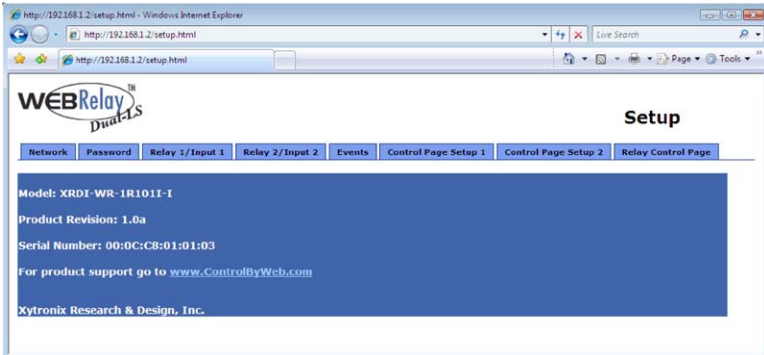 http://192.168.1.2/setup.html - Windows Internet Explorer
http://192.168.1.2/setup.html
Live Search
http://192.168.1.2/setup.html
Page
Tools
WEBRelay™
Dual-LS
Setup
Network
Password
Relay 1/Input 1
Relay 2/Input 2
Events
Control Page Setup 1
Control Page Setup 2
Relay Control Page
Model: XRDI-WR-1R101I-I
Product Revision: 1.0a
Serial Number: 00:0C:C8:01:01:03
For product support go to www.ControlByWeb.com
Xytronix Research & Design, Inc.